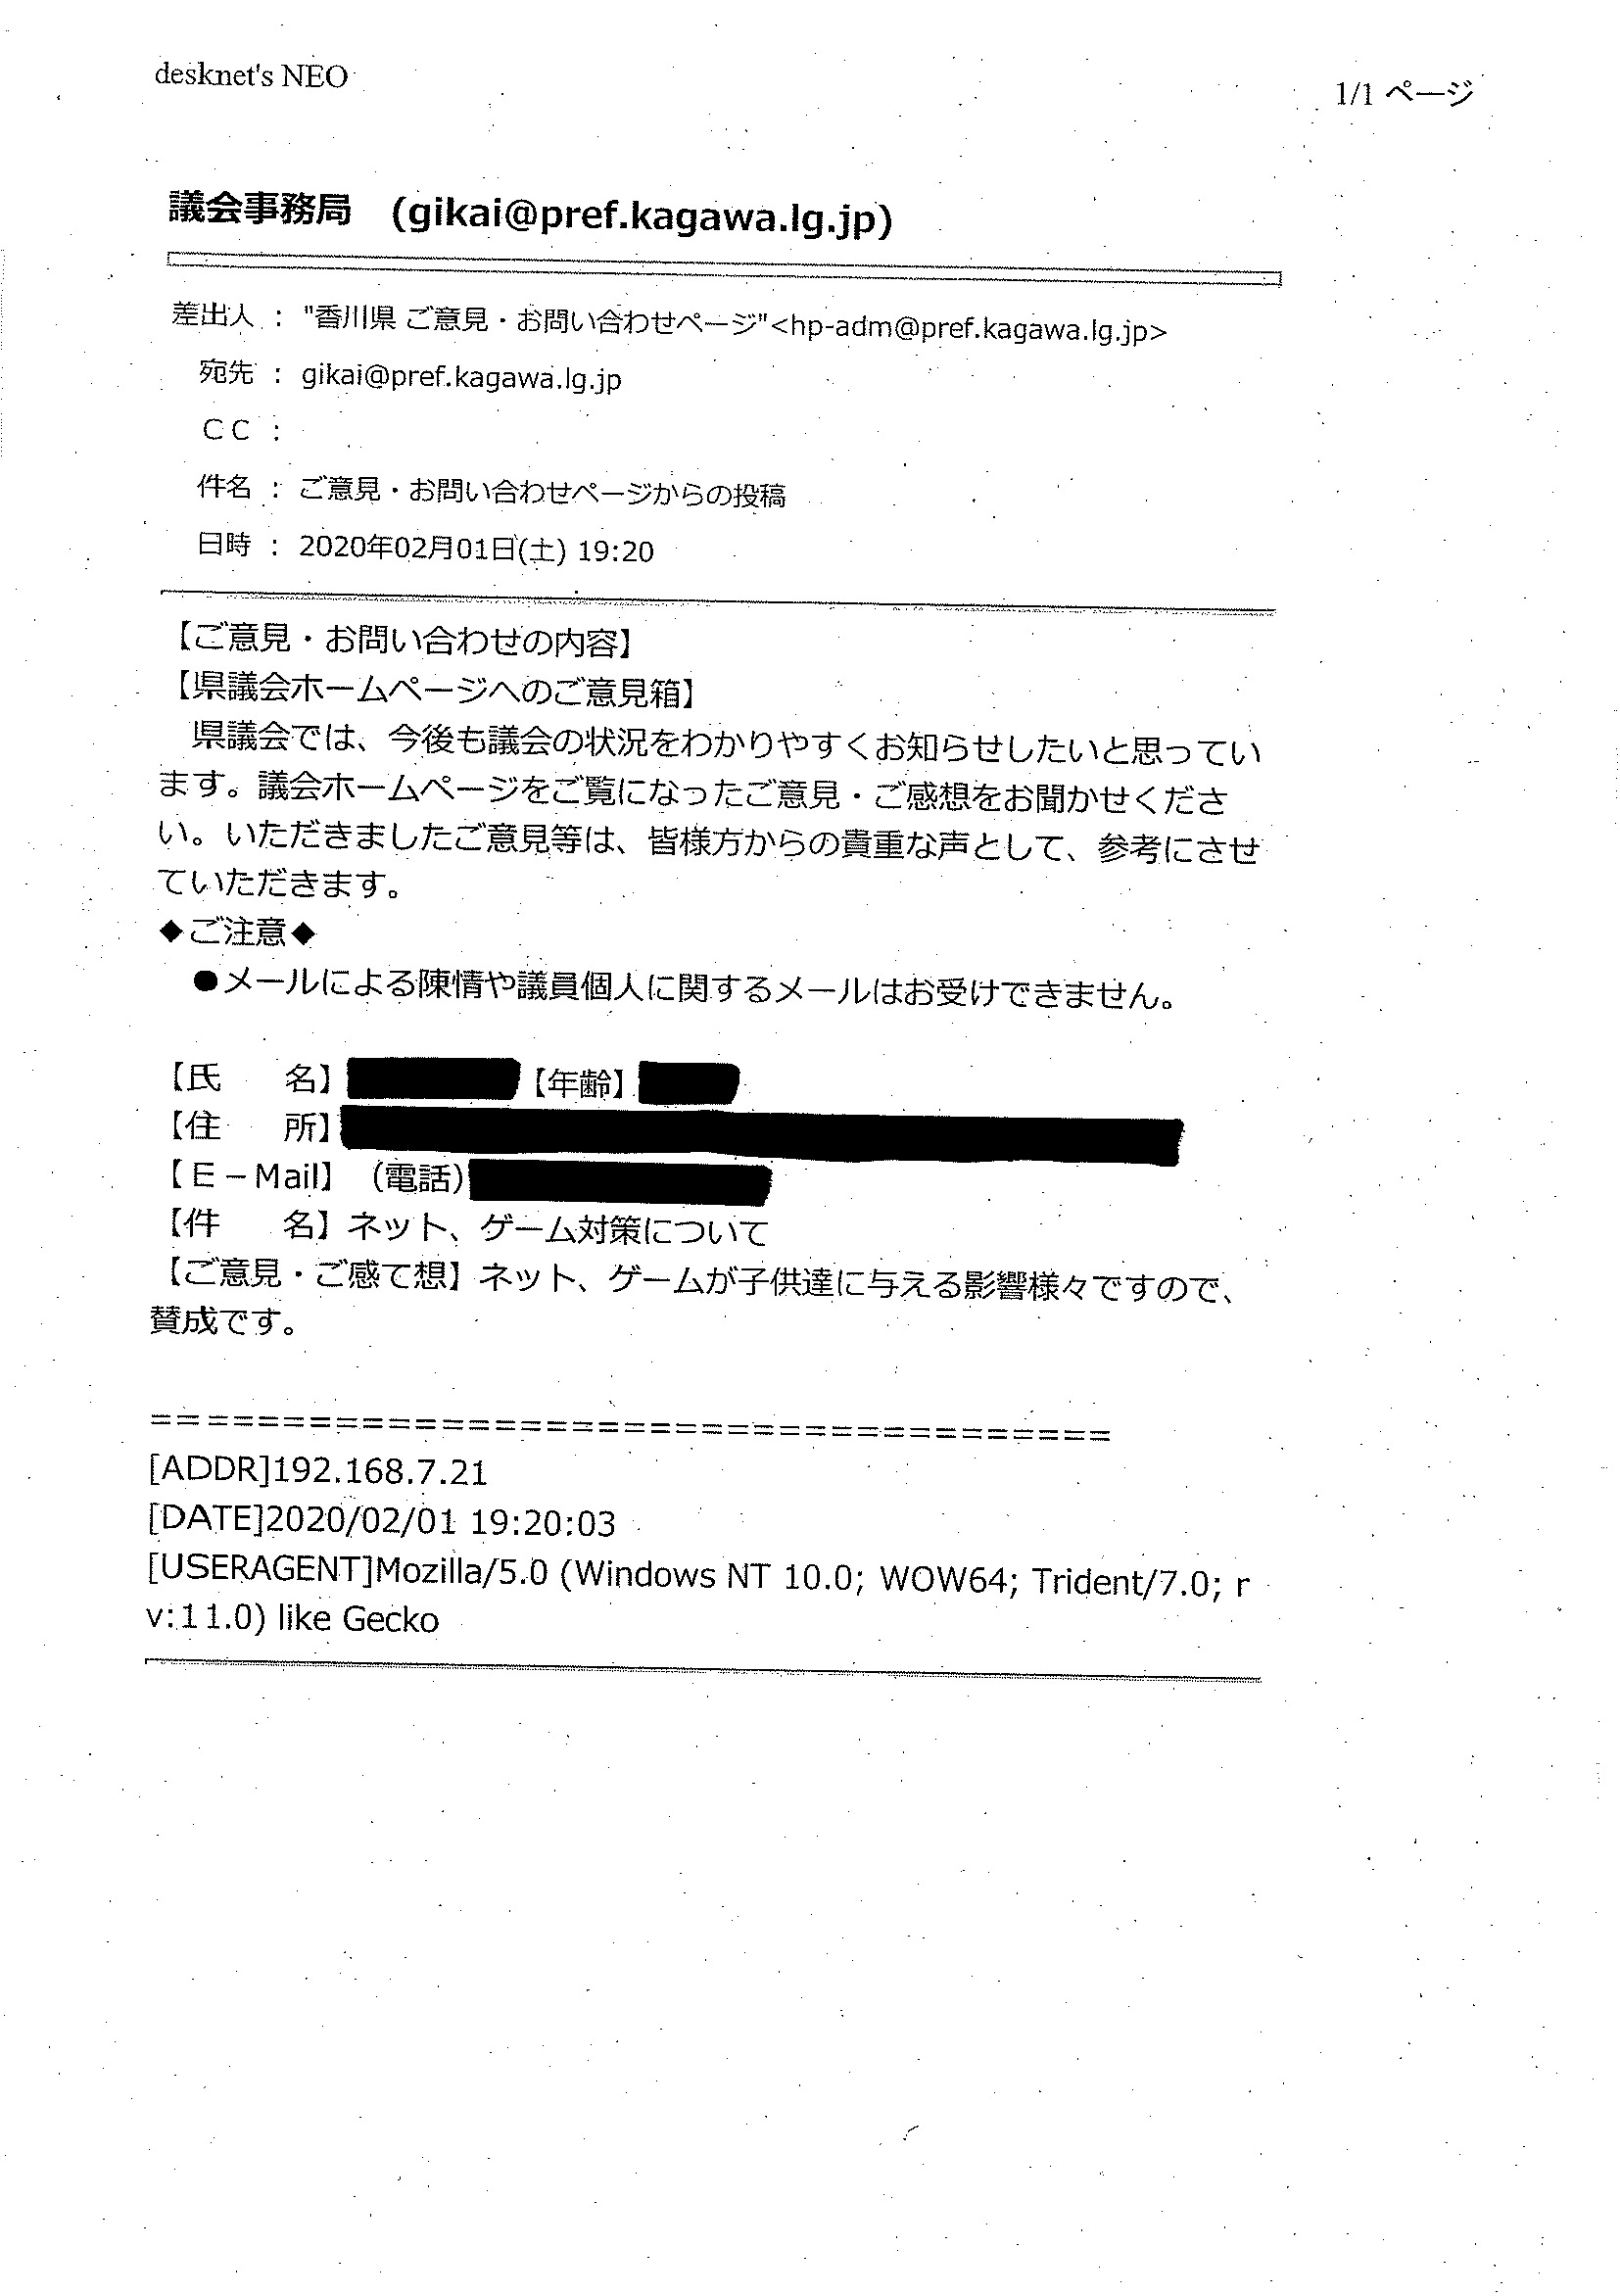 desknet's NEO
1/1 ページ
議会事務局 (gikai@pref.kagawa.lg.jp)
差出人 : "香川県 ご意見・お問い合わせページ"<hp-adm@pref.kagawa.lg.jp>
宛先 : gikai@pref.kagawa.lg.jp
ＣＣ :
件名 : ご意見・お問い合わせページからの投稿
日時 : 2020年02月01日(土) 19:20
【ご意見・お問い合わせの内容】
【県議会ホームページへのご意見箱】
　県議会では、今後も議会の状況をわかりやすくお知らせしたいと思ってい
ます。議会ホームページをご覧になったご意見・ご感想をお聞かせくださ
い。いただきましたご意見等は、皆様方からの貴重な声として、参考にさせ
ていただきます。
◆ご注意◆
　●メールによる陳情や議員個人に関するメールはお受けできません。
【氏　　名】【年齢】
【住　　所】
【Ｅ－Mail】（電話）
【件　　名】ネット、ゲーム対策について
【ご意見・ご感て想】ネット、ゲームが子供達に与える影響様々ですので、
賛成です。
=====================================
[ADDR]192.168.7.21
[DATE]2020/02/01 19:20:03
[USERAGENT]Mozilla/5.0 (Windows NT 10.0; WOW64; Trident/7.0; r
v:11.0) like Gecko